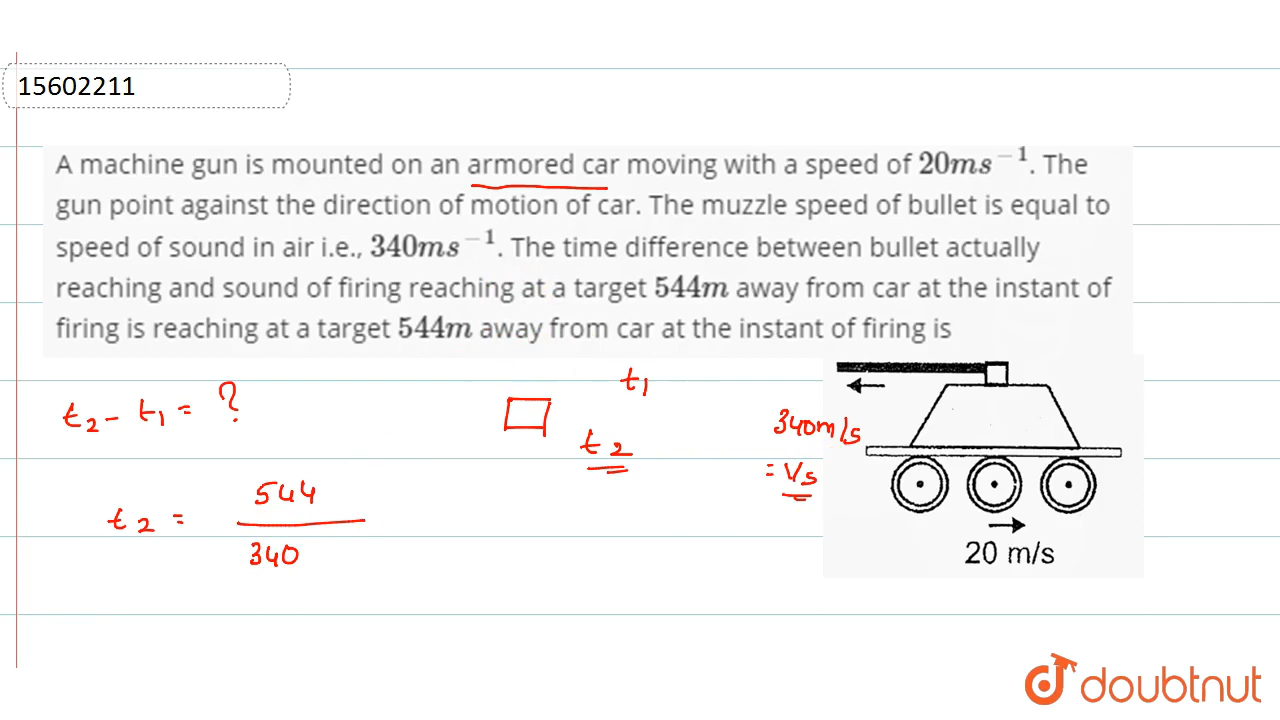 15602211
A machine gun is mounted on an armored car moving with a speed of 20ms⁻¹. The
gun point against the direction of motion of car. The muzzle speed of bullet is equal to
speed of sound in air i.e., 340ms⁻¹. The time difference between bullet actually
reaching and sound of firing reaching at a target 544m away from car at the instant of
firing is reaching at a target 544m away from car at the instant of firing is
t₂ - t₁ = ?
t₁
t₂
340m/s
= Vs
t₂ = 544
340
20 m/s
doubtnut